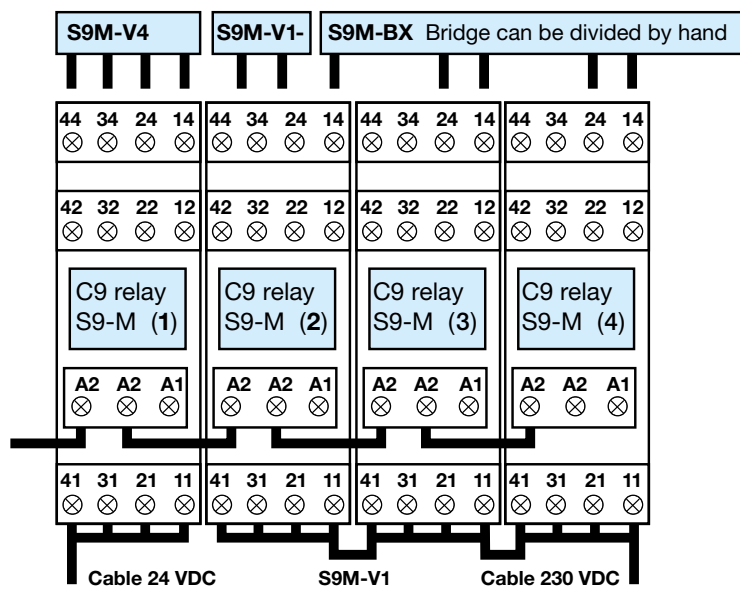 S9M-V4 S9M-V1- S9M-BX Bridge can be divided by hand
44 34 24 14 44 34 24 14 44 34 24 14 44 34 24 14
42 32 22 12 42 32 22 12 42 32 22 12 42 32 22 12
C9 relay C9 relay C9 relay C9 relay
S9-M (1) S9-M (2) S9-M (3) S9-M (4)
A2 A2 A1 A2 A2 A1 A2 A2 A1 A2 A2 A1
41 31 21 11 41 31 21 11 41 31 21 11 41 31 21 11
Cable 24 VDC S9M-V1 Cable 230 VDC